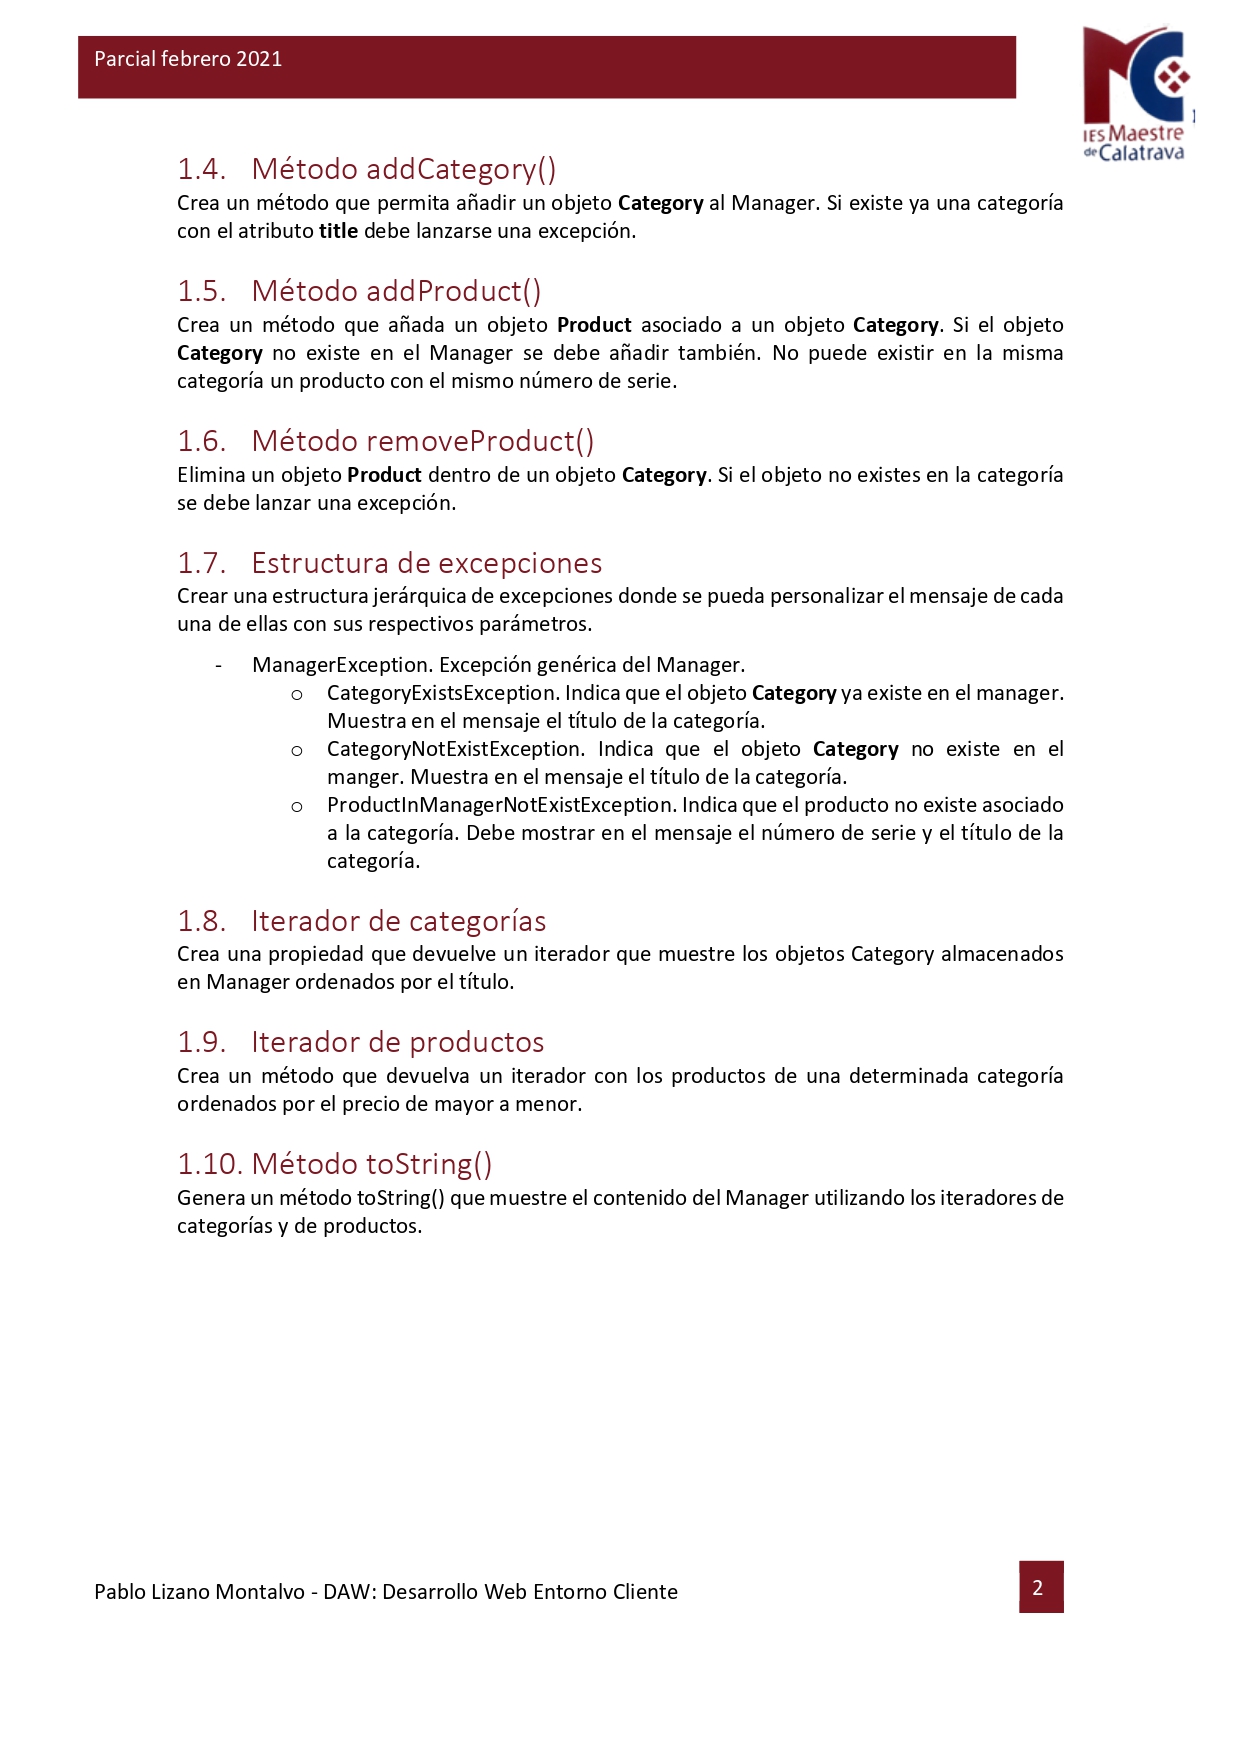 Parcial febrero 2021
IES Maestre
de Calatrava
1.4. Método addCategory()
Crea un método que permita añadir un objeto Category al Manager. Si existe ya una categoría
con el atributo title debe lanzarse una excepción.
1.5. Método addProduct()
Crea un método que añada un objeto Product asociado a un objeto Category. Si el objeto
Category no existe en el Manager se debe añadir también. No puede existir en la misma
categoría un producto con el mismo número de serie.
1.6. Método removeProduct()
Elimina un objeto Product dentro de un objeto Category. Si el objeto no existes en la categoría
se debe lanzar una excepción.
1.7. Estructura de excepciones
Crear una estructura jerárquica de excepciones donde se pueda personalizar el mensaje de cada
una de ellas con sus respectivos parámetros.
- ManagerException. Excepción genérica del Manager.
o CategoryExistsException. Indica que el objeto Category ya existe en el manager.
Muestra en el mensaje el título de la categoría.
o CategoryNotExistException. Indica que el objeto Category no existe en el
manger. Muestra en el mensaje el título de la categoría.
o ProductInManagerNotExistException. Indica que el producto no existe asociado
a la categoría. Debe mostrar en el mensaje el número de serie y el título de la
categoría.
1.8. Iterador de categorías
Crea una propiedad que devuelve un iterador que muestre los objetos Category almacenados
en Manager ordenados por el título.
1.9. Iterador de productos
Crea un método que devuelva un iterador con los productos de una determinada categoría
ordenados por el precio de mayor a menor.
1.10. Método toString()
Genera un método toString() que muestre el contenido del Manager utilizando los iteradores de
categorías y de productos.
Pablo Lizano Montalvo - DAW: Desarrollo Web Entorno Cliente
2